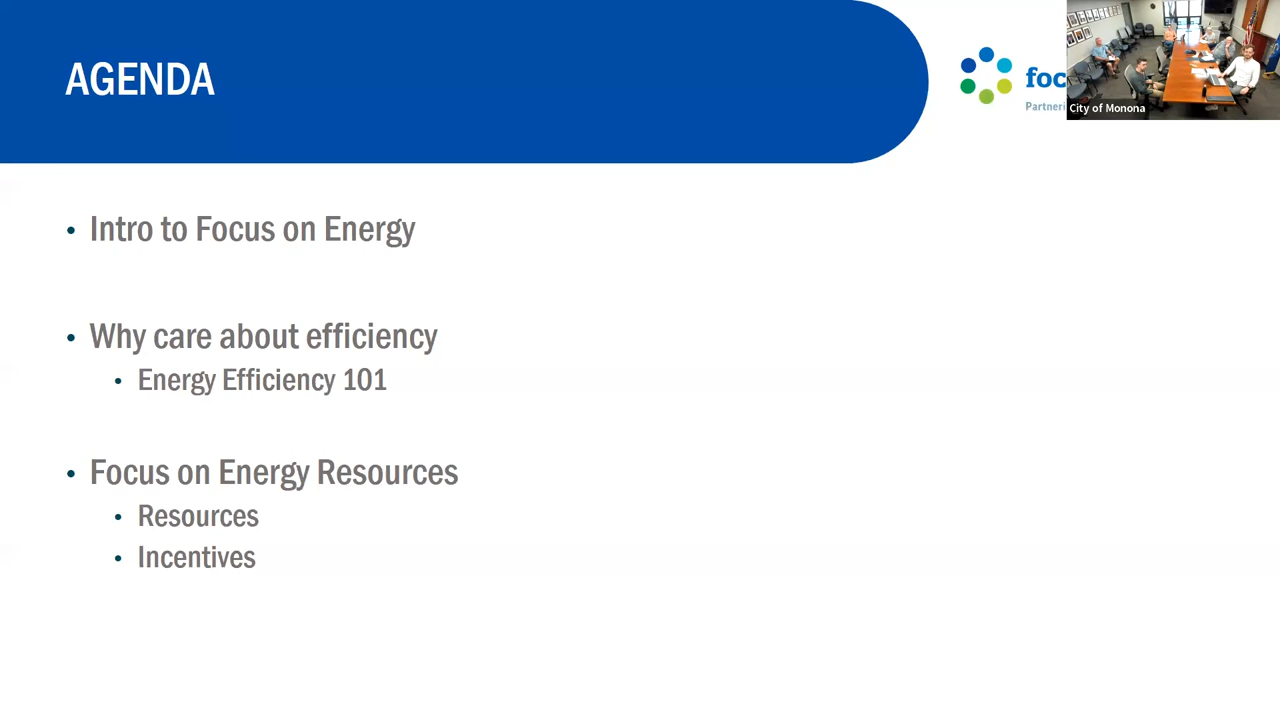 AGENDA
foc
Partneri
City of Monona
• Intro to Focus on Energy
• Why care about efficiency
• Energy Efficiency 101
• Focus on Energy Resources
• Resources
• Incentives